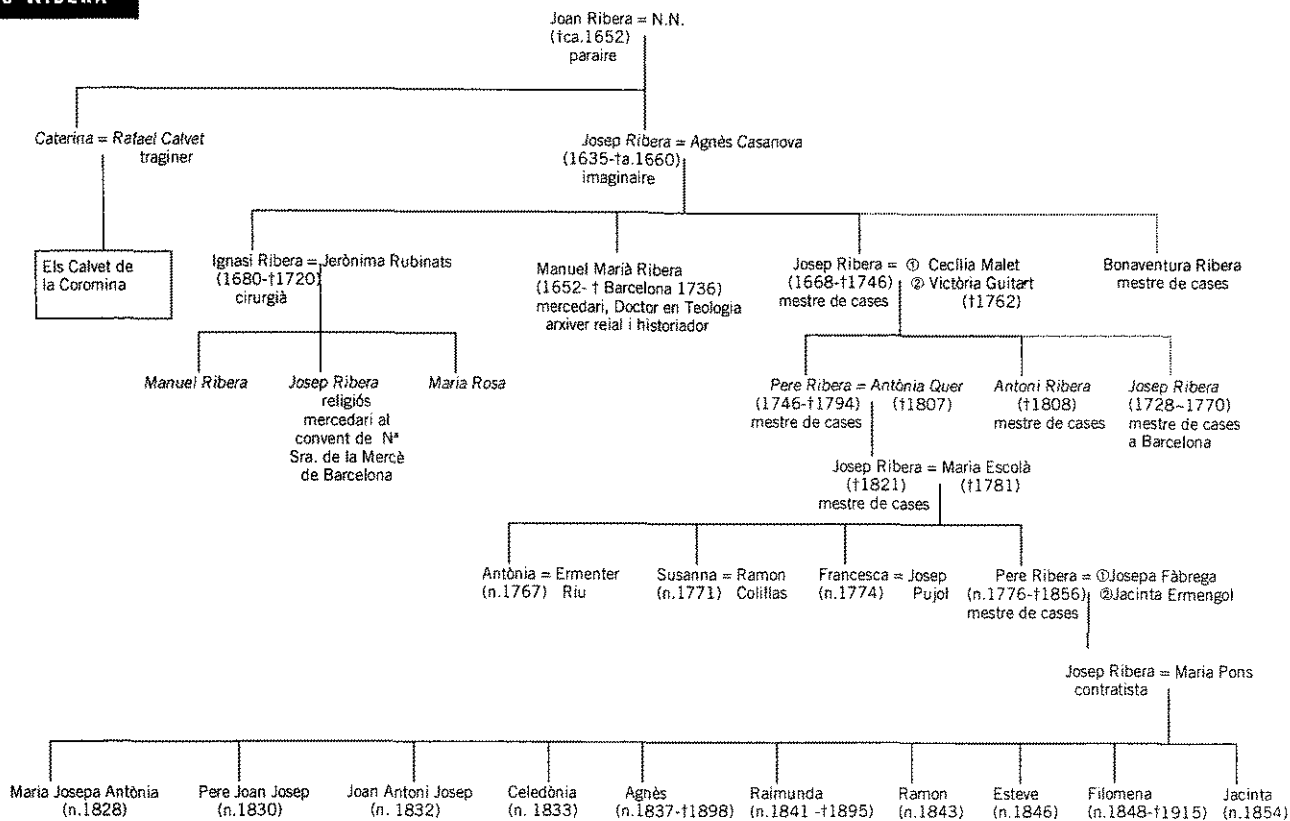 RIBERA
Joan Ribera = N.N.
(†ca.1652)
paraire
Caterina = Rafael Calvet
traginer
Josep Ribera = Agnès Casanova
(1635-†a.1660)
imaginaire
Els Calvet de
la Coromina
Ignasi Ribera = Jerònima Rubinats
(1680-†1720)
cirurgià
Manuel Marià Ribera
(1652- † Barcelona 1736)
mercedari, Doctor en Teologia
arxiver reial i historiador
Josep Ribera = ① Cecília Malet
(1668-†1746) ② Victòria Guitart
mestre de cases (†1762)
Bonaventura Ribera
mestre de cases
Manuel Ribera
Josep Ribera
religiós
mercedari al
convent de Nª
Sra. de la Mercè
de Barcelona
Maria Rosa
Pere Ribera = Antònia Quer
(1746-†1794) (†1807)
mestre de cases
Antoni Ribera
(†1808)
mestre de cases
Josep Ribera
(1728~1770)
mestre de cases
a Barcelona
Josep Ribera = Maria Escolà
(†1821) (†1781)
mestre de cases
Antònia = Ermenter
(n.1767) Riu
Susanna = Ramon
(n.1771) Colillas
Francesca = Josep
(n.1774) Pujol
Pere Ribera = ①Josepa Fàbrega
(n.1776-†1856) ②Jacinta Ermengol
mestre de cases
Josep Ribera = Maria Pons
contratista
Maria Josepa Antònia
(n.1828)
Pere Joan Josep
(n.1830)
Joan Antoni Josep
(n. 1832)
Celedònia
(n. 1833)
Agnès
(n.1837-†1898)
Raimunda
(n.1841 -†1895)
Ramon
(n.1843)
Esteve
(n.1846)
Filomena
(n.1848-†1915)
Jacinta
(n.1854)